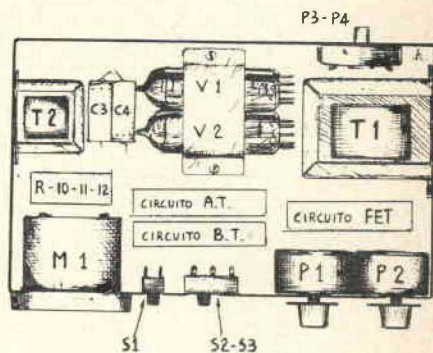 P3-P4
T2
C3
C4
V1
V2
T1
R-10-11-12
CIRCUITO A.T.
CIRCUITO B.T.
CIRCUITO FET
M1
P1
P2
S1
S2-S3